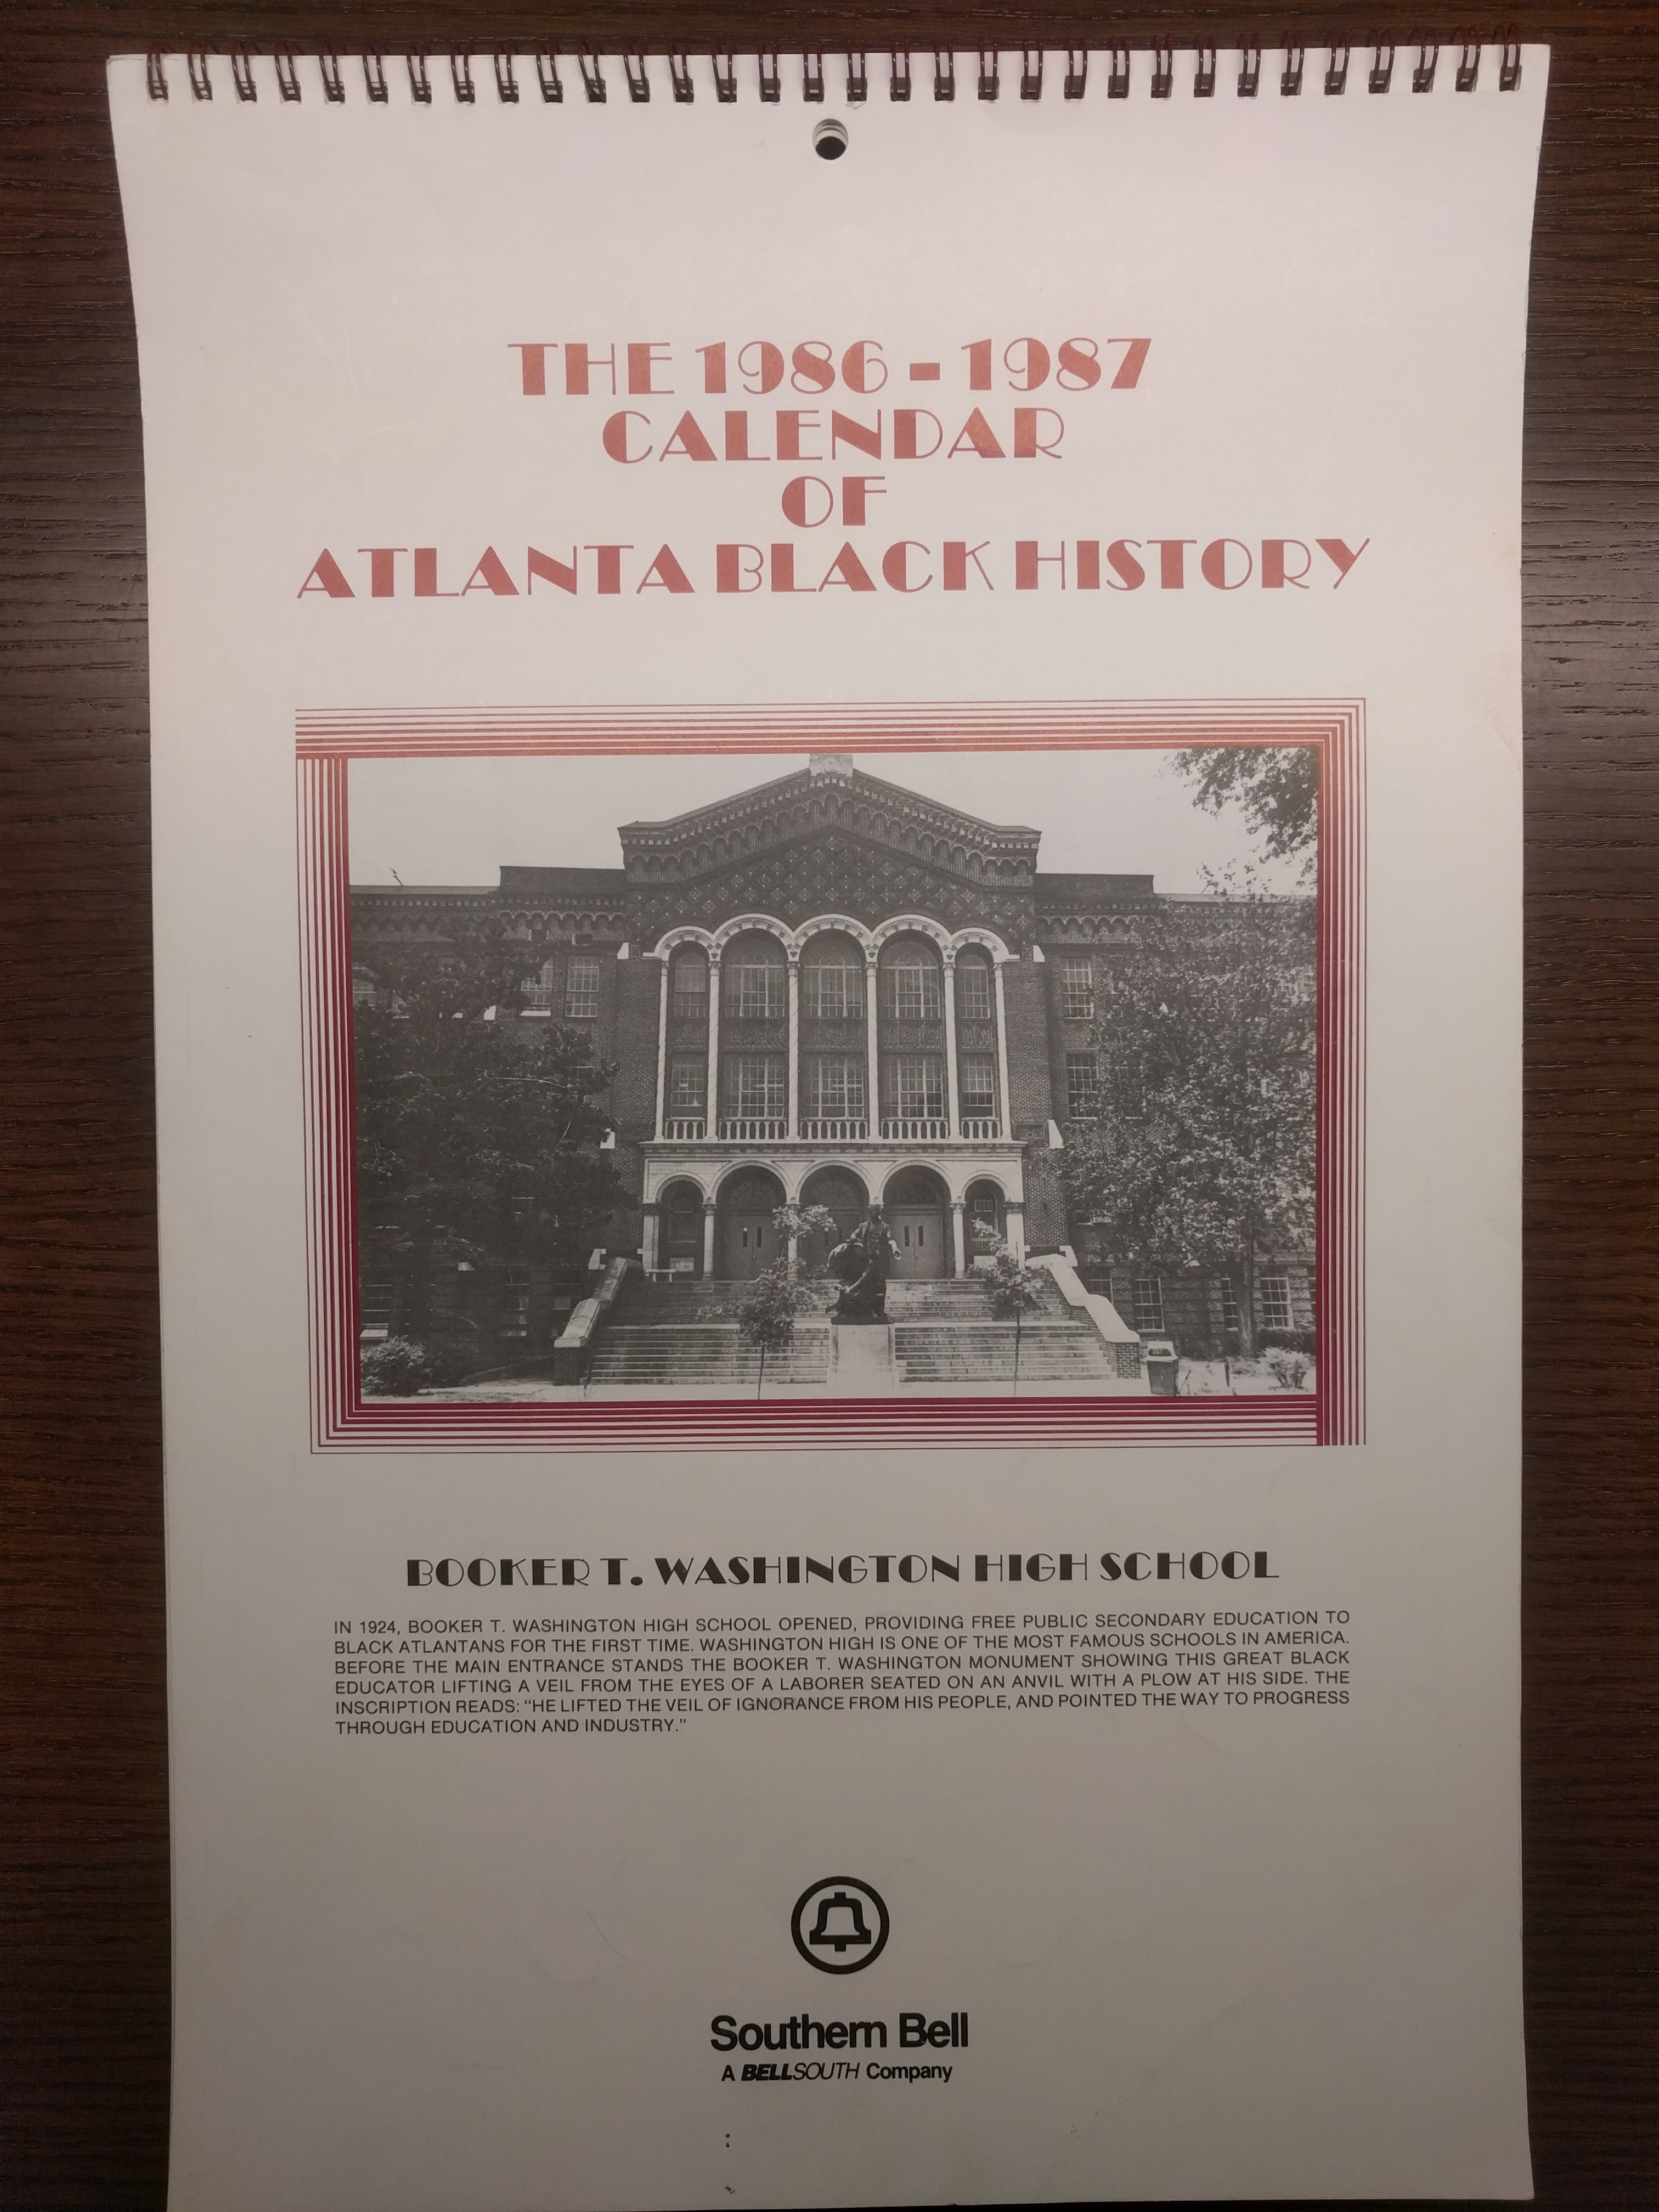 THE 1986 - 1987
CALENDAR
OF
ATLANTA BLACK HISTORY
BOOKER T. WASHINGTON HIGH SCHOOL
IN 1924, BOOKER T. WASHINGTON HIGH SCHOOL OPENED, PROVIDING FREE PUBLIC SECONDARY EDUCATION TO
BLACK ATLANTANS FOR THE FIRST TIME. WASHINGTON HIGH IS ONE OF THE MOST FAMOUS SCHOOLS IN AMERICA.
BEFORE THE MAIN ENTRANCE STANDS THE BOOKER T. WASHINGTON MONUMENT SHOWING THIS GREAT BLACK
EDUCATOR LIFTING A VEIL FROM THE EYES OF A LABORER SEATED ON AN ANVIL WITH A PLOW AT HIS SIDE. THE
INSCRIPTION READS: “HE LIFTED THE VEIL OF IGNORANCE FROM HIS PEOPLE, AND POINTED THE WAY TO PROGRESS
THROUGH EDUCATION AND INDUSTRY.”
Southern Bell
A BELLSOUTH Company